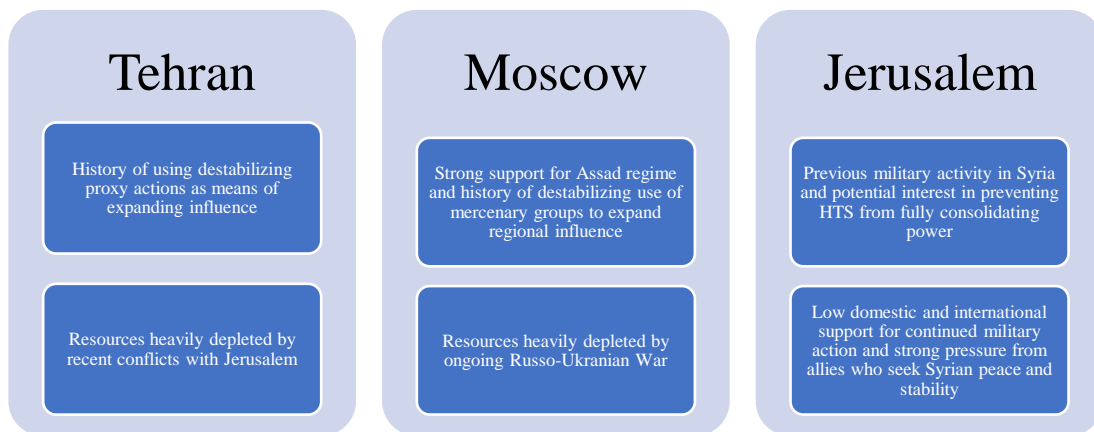 Tehran
History of using destabilizing
proxy actions as means of
expanding influence
Resources heavily depleted by
recent conflicts with Jerusalem
Moscow
Strong support for Assad regime
and history of destabilizing use of
mercenary groups to expand
regional influence
Resources heavily depleted by
ongoing Russo-Ukranian War
Jerusalem
Previous military activity in Syria
and potential interest in preventing
HTS from fully consolidating
power
Low domestic and international
support for continued military
action and strong pressure from
allies who seek Syrian peace and
stability